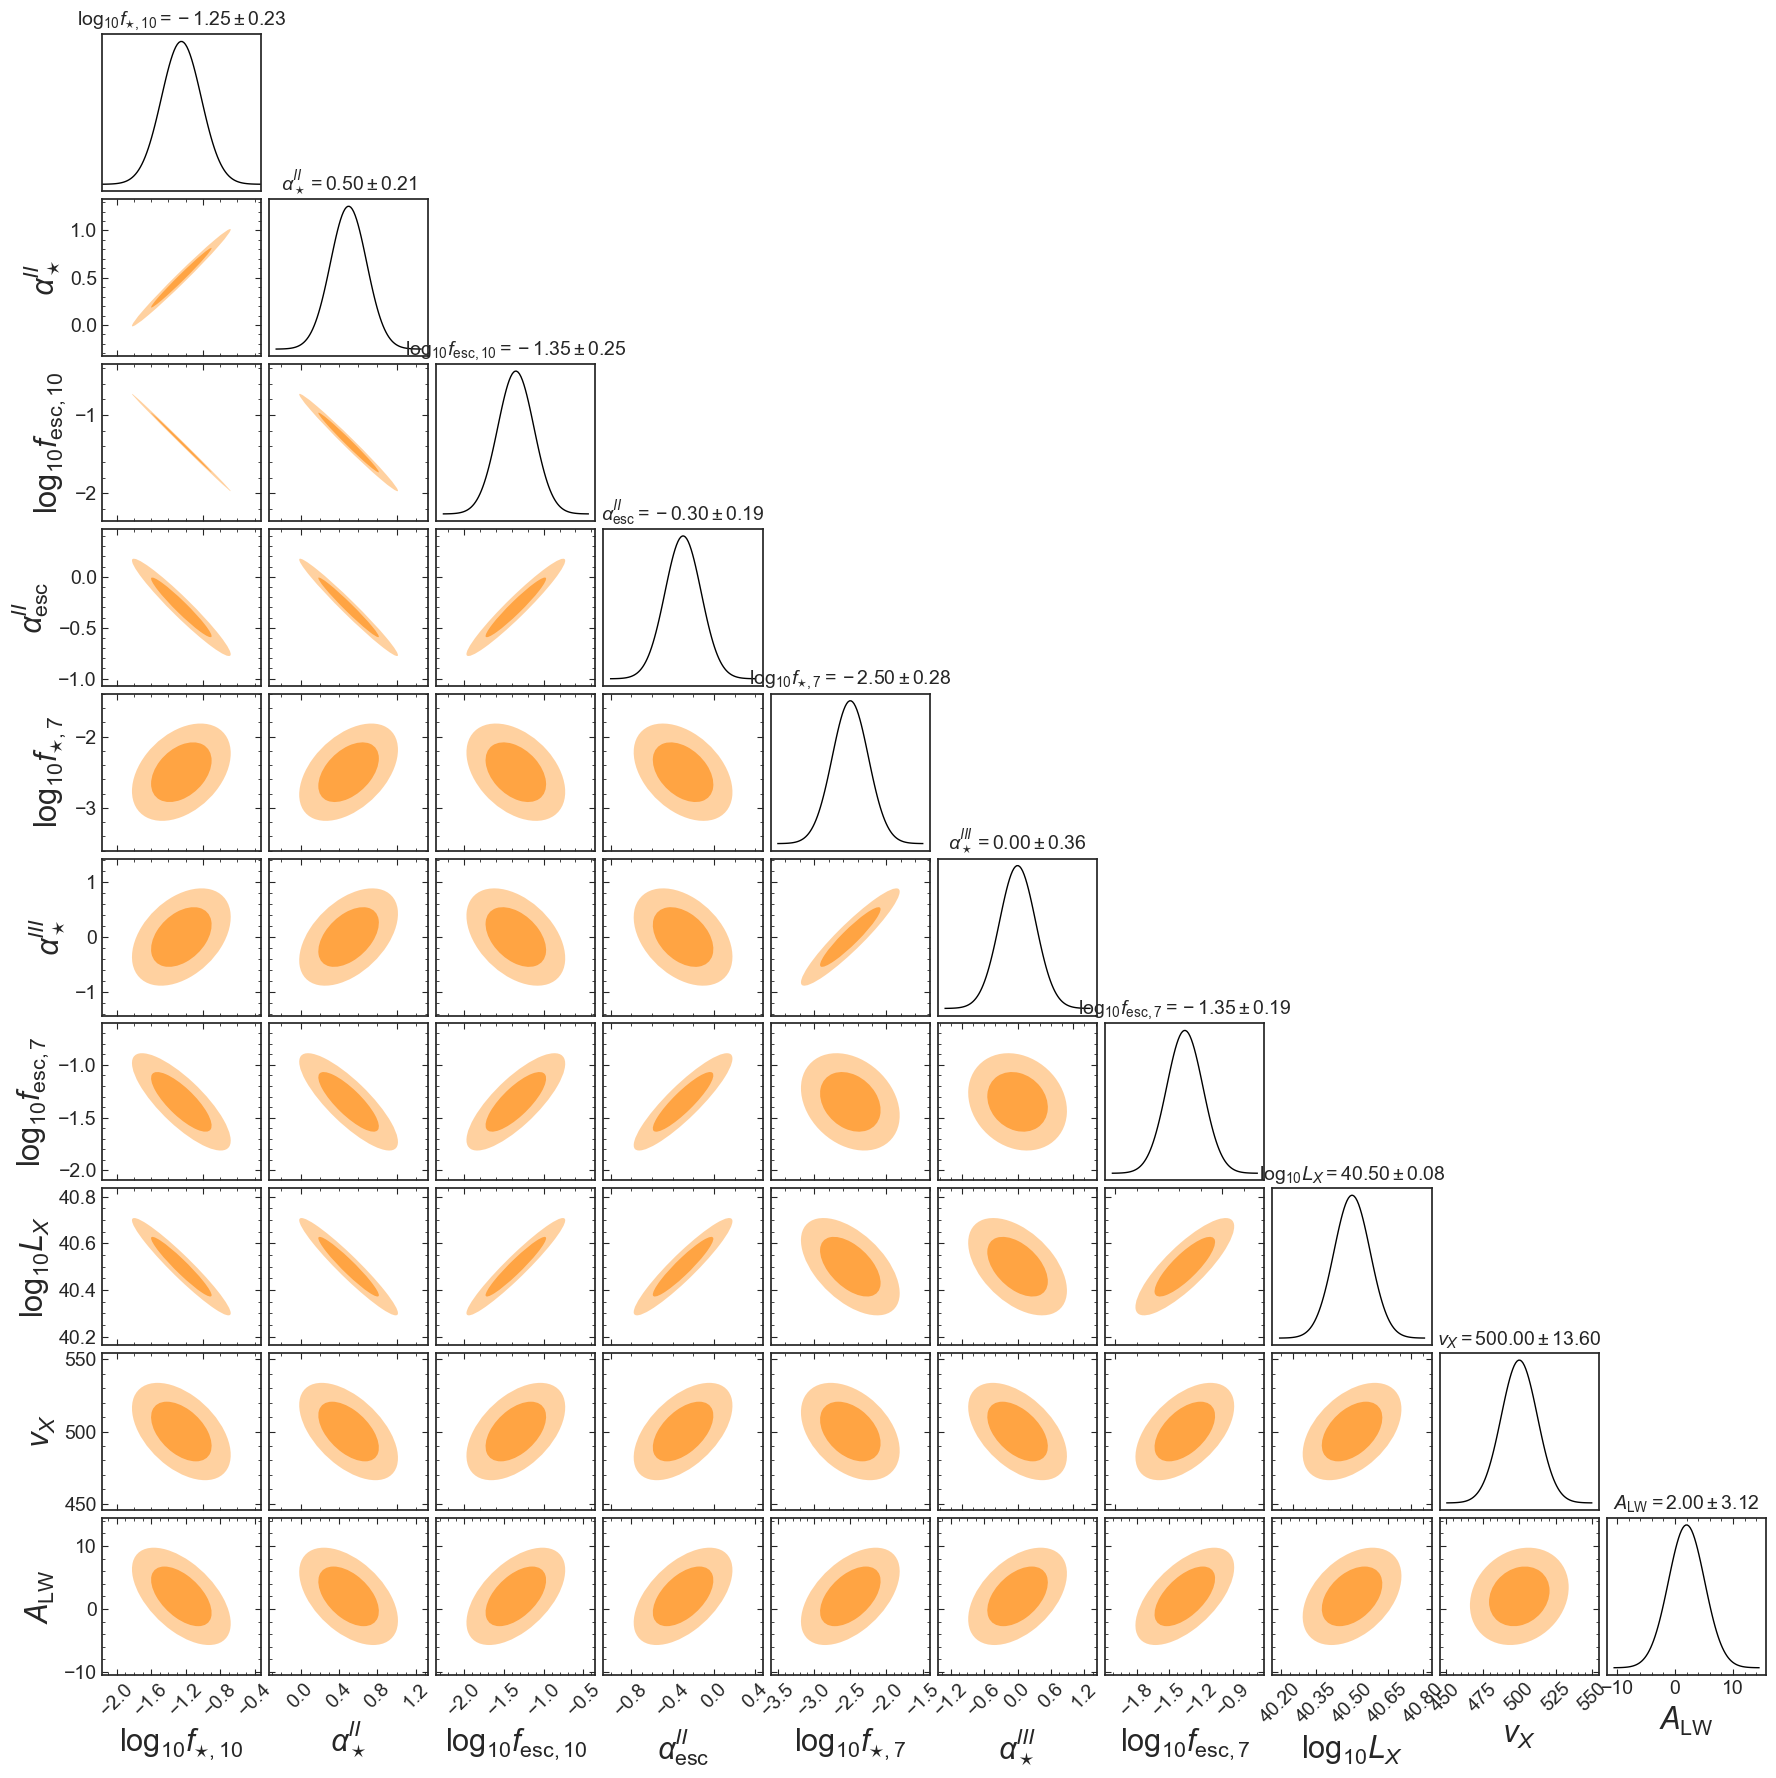 log₁₀f⋆, ₁₀ = −1.25 ± 0.23
α⋆ᴵᴵ = 0.50 ± 0.21
1.0
0.5
0.0
α⋆ᴵᴵ
log₁₀fesc, 10 = −1.35 ± 0.25
−1
−2
log₁₀fesc, 10
αescᴵᴵ = −0.30 ± 0.19
0.0
−0.5
−1.0
αescᴵᴵ
log₁₀f⋆, ₇ = −2.50 ± 0.28
−2
−3
log₁₀f⋆, ₇
α⋆ᴵᴵᴵ = 0.00 ± 0.36
1
0
−1
α⋆ᴵᴵᴵ
log₁₀fesc, 7 = −1.35 ± 0.19
−1.0
−1.5
−2.0
log₁₀fesc, 7
log₁₀LX = 40.50 ± 0.08
40.8
40.6
40.4
40.2
log₁₀LX
vX = 500.00 ± 13.60
550
500
450
vX
ALW = 2.00 ± 3.12
10
0
−10
ALW
−2.0 −1.6 −1.2 −0.8 −0.4 0.0 0.4 0.8 1.2 −2.0 −1.5 −1.0 −0.5 −0.8 −0.4 0.0 0.4 −3.5 −3.0 −2.5 −2.0 −1.5 −1.2 −0.6 0.0 0.6 1.2 −1.8 −1.5 −1.2 −0.9 40.20 40.35 40.50 40.65 40.80 450 475 500 525 550 −10 0 10
log₁₀f⋆, ₁₀ α⋆ᴵᴵ log₁₀fesc, 10 αescᴵᴵ log₁₀f⋆, ₇ α⋆ᴵᴵᴵ log₁₀fesc, 7 log₁₀LX vX ALW